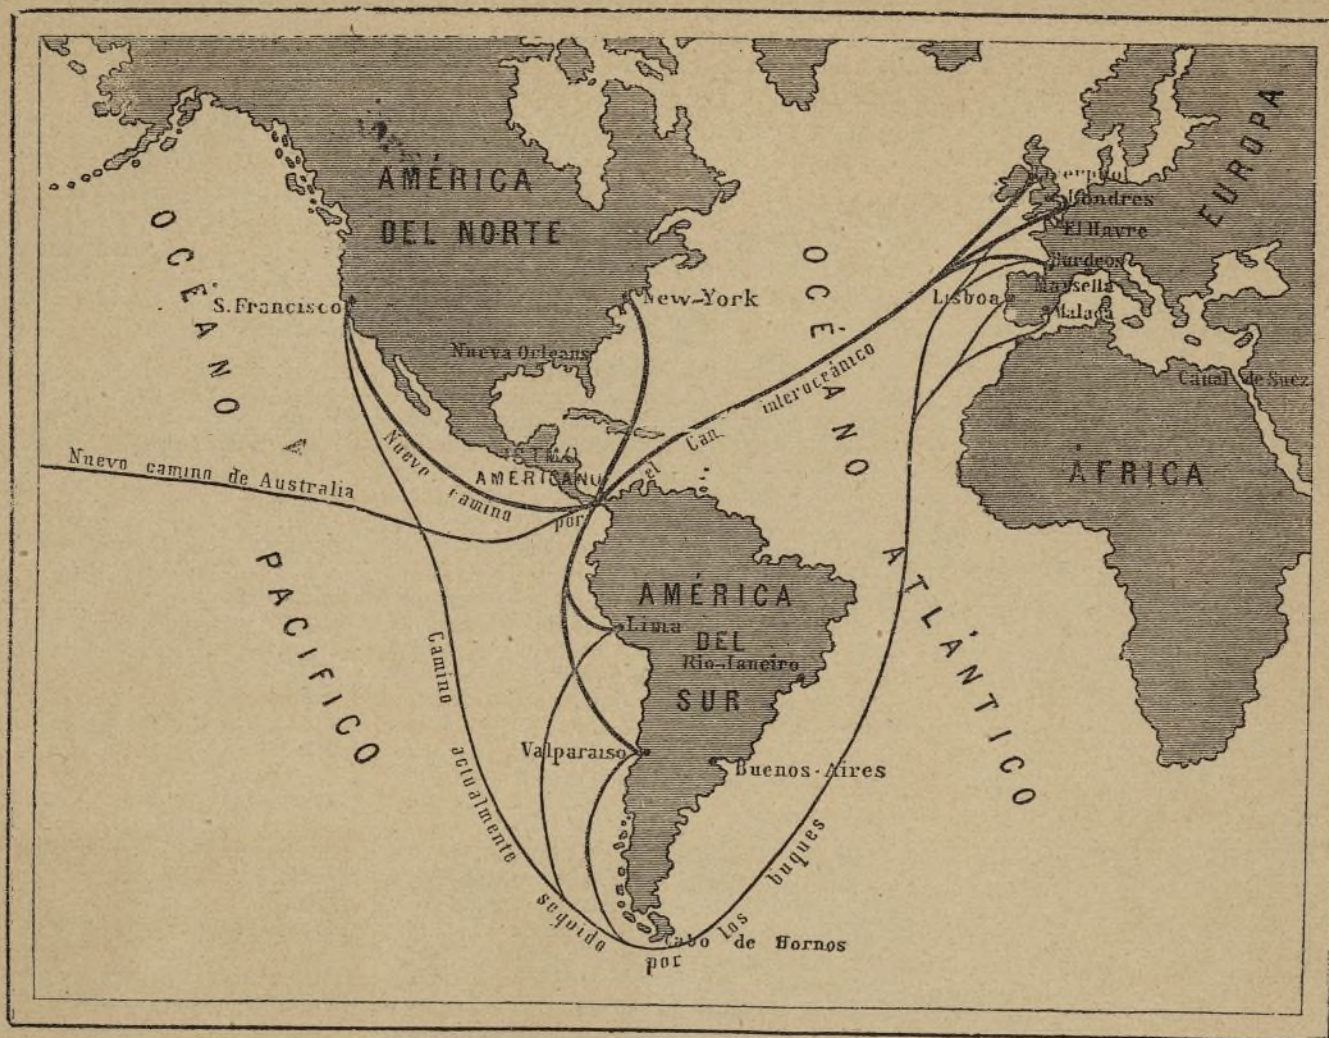 AMÉRICA
DEL NORTE
EUROPA
OCÉANO
PACIFICO
OCÉANO
ATLÁNTICO
Londres
El Havre
Burdeos
Marsella
Lisboa
Malaga
S. Francisco
New-York
Nueva Orleans
Canal de Suez
ISTMO
AMERICANO
ÁFRICA
Nuevo camino de Australia
Nuevo camino por el Can interocránico
AMÉRICA
DEL
SUR
Lima
Rio-Janeiro
Valparaiso
Buenos-Aires
Camino actualmente seguido por los buques
Cabo de Hornos